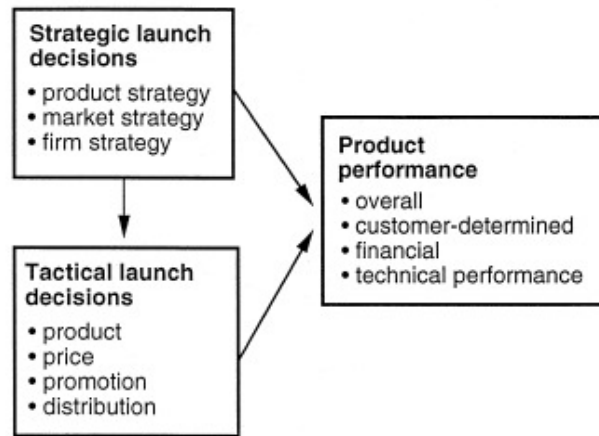 Strategic launch
decisions
• product strategy
• market strategy
• firm strategy
Tactical launch
decisions
• product
• price
• promotion
• distribution
Product
performance
• overall
• customer-determined
• financial
• technical performance